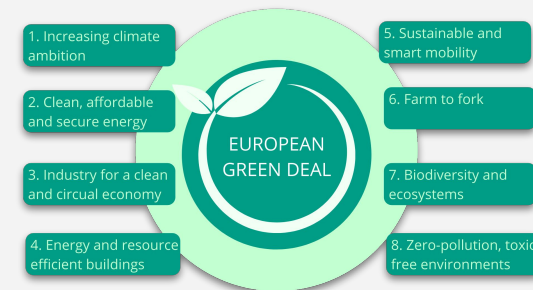 1. Increasing climate
ambition
2. Clean, affordable
and secure energy
3. Industry for a clean
and circual economy
4. Energy and resource
efficient buildings
EUROPEAN
GREEN DEAL
5. Sustainable and
smart mobility
6. Farm to fork
7. Biodiversity and
ecosystems
8. Zero-pollution, toxic
free environments